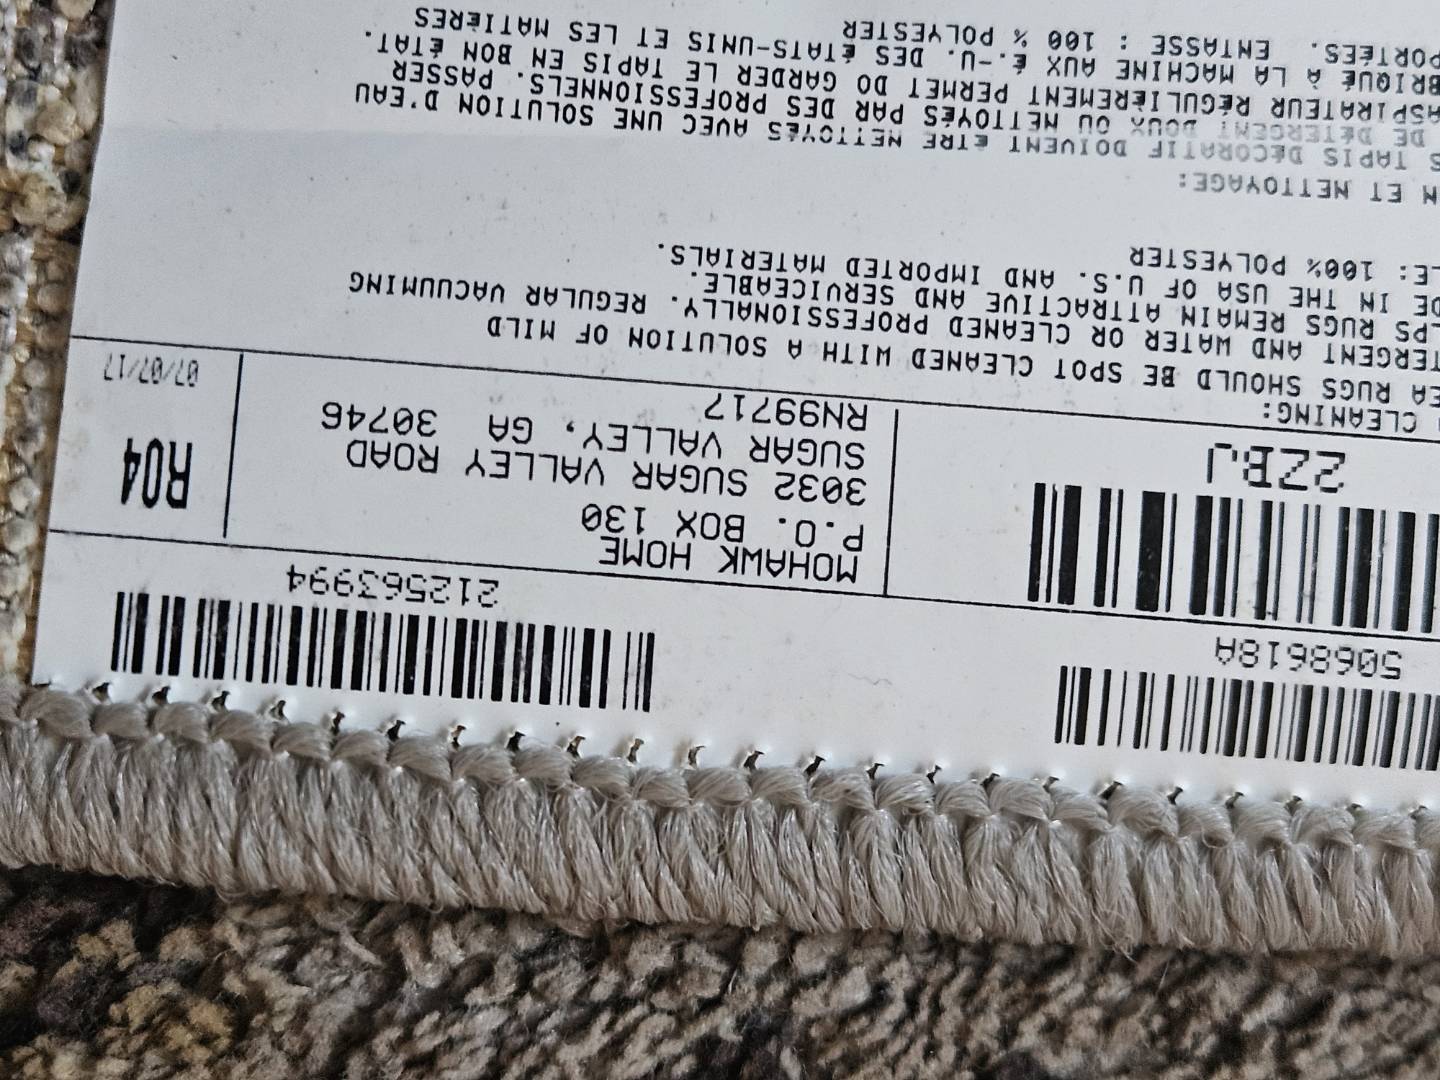 5068618A
212563994
2ZBJ
MOHAWK HOME
P.O. BOX 130
3032 SUGAR VALLEY ROAD
SUGAR VALLEY, GA 30746
RN99717
R04
07/07/17
CLEANING:
EA RUGS SHOULD BE SPOT CLEANED WITH A SOLUTION OF MILD
TERGENT AND WATER OR CLEANED PROFESSIONALLY. REGULAR VACUUMING
LPS RUGS REMAIN ATTRACTIVE AND SERVICEABLE.
DE IN THE USA OF U.S. AND IMPORTED MATERIALS.
LE: 100% POLYESTER
N ET NETTOYAGE:
S TAPIS DÉCORATIF DOIVENT ETRE NETTOYÉS AVEC UNE SOLUTION D'EAU
DE DÉTERGENT DOUX OU NETTOYÉS PAR DES PROFESSIONNELS. PASSER
ASPIRATEUR RÉGULIÈREMENT PERMET DO GARDER LE TAPIS EN BON ÉTAT.
BRIQUÉ À LA MACHINE AUX É.-U. DES ÉTATS-UNIS ET LES MATIÈRES
PORTÉES. ENTASSE : 100 % POLYESTER